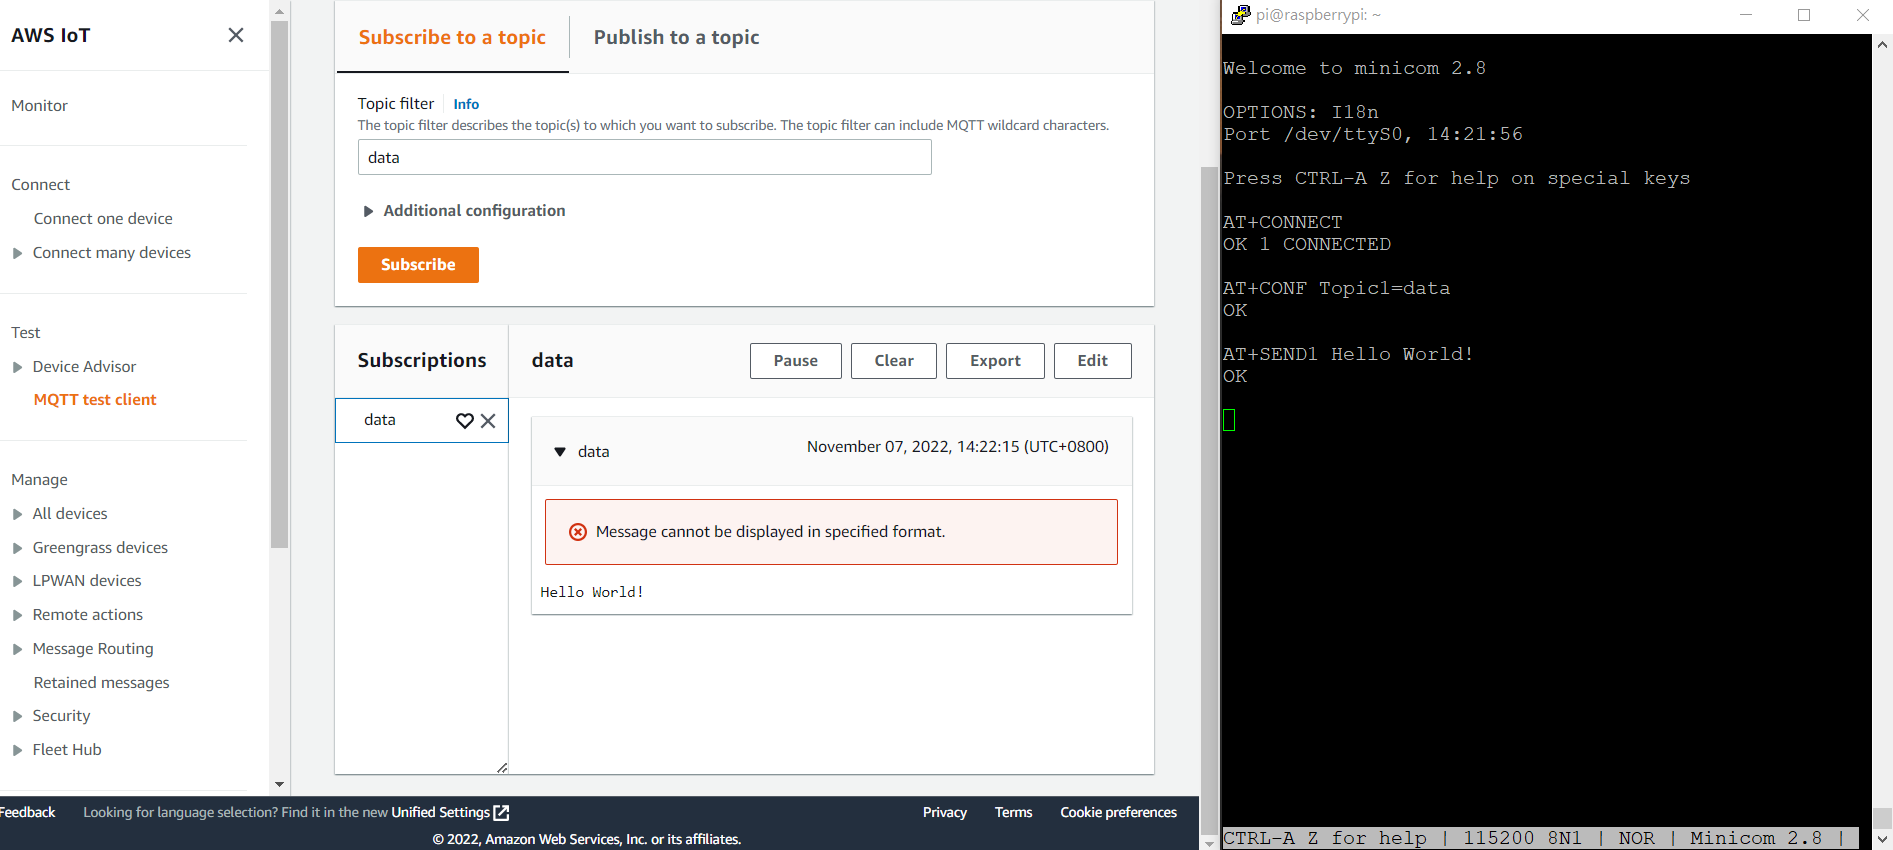 AWS IoT
Monitor
Connect
Connect one device
Connect many devices
Test
Device Advisor
MQTT test client
Manage
All devices
Greengrass devices
LPWAN devices
Remote actions
Message Routing
Retained messages
Security
Fleet Hub
Subscribe to a topic
Publish to a topic
Topic filter Info
The topic filter describes the topic(s) to which you want to subscribe. The topic filter can include MQTT wildcard characters.
data
Additional configuration
Subscribe
Subscriptions
data
data
Pause Clear Export Edit
data
November 07, 2022, 14:22:15 (UTC+0800)
Message cannot be displayed in specified format.
Hello World!
Feedback
Looking for language selection? Find it in the new Unified Settings
Privacy Terms Cookie preferences
© 2022, Amazon Web Services, Inc. or its affiliates.
pi@raspberrypi: ~
Welcome to minicom 2.8
OPTIONS: I18n
Port /dev/ttyS0, 14:21:56
Press CTRL-A Z for help on special keys
AT+CONNECT
OK 1 CONNECTED
AT+CONF Topic1=data
OK
AT+SEND1 Hello World!
OK
CTRL-A Z for help | 115200 8N1 | NOR | Minicom 2.8 |